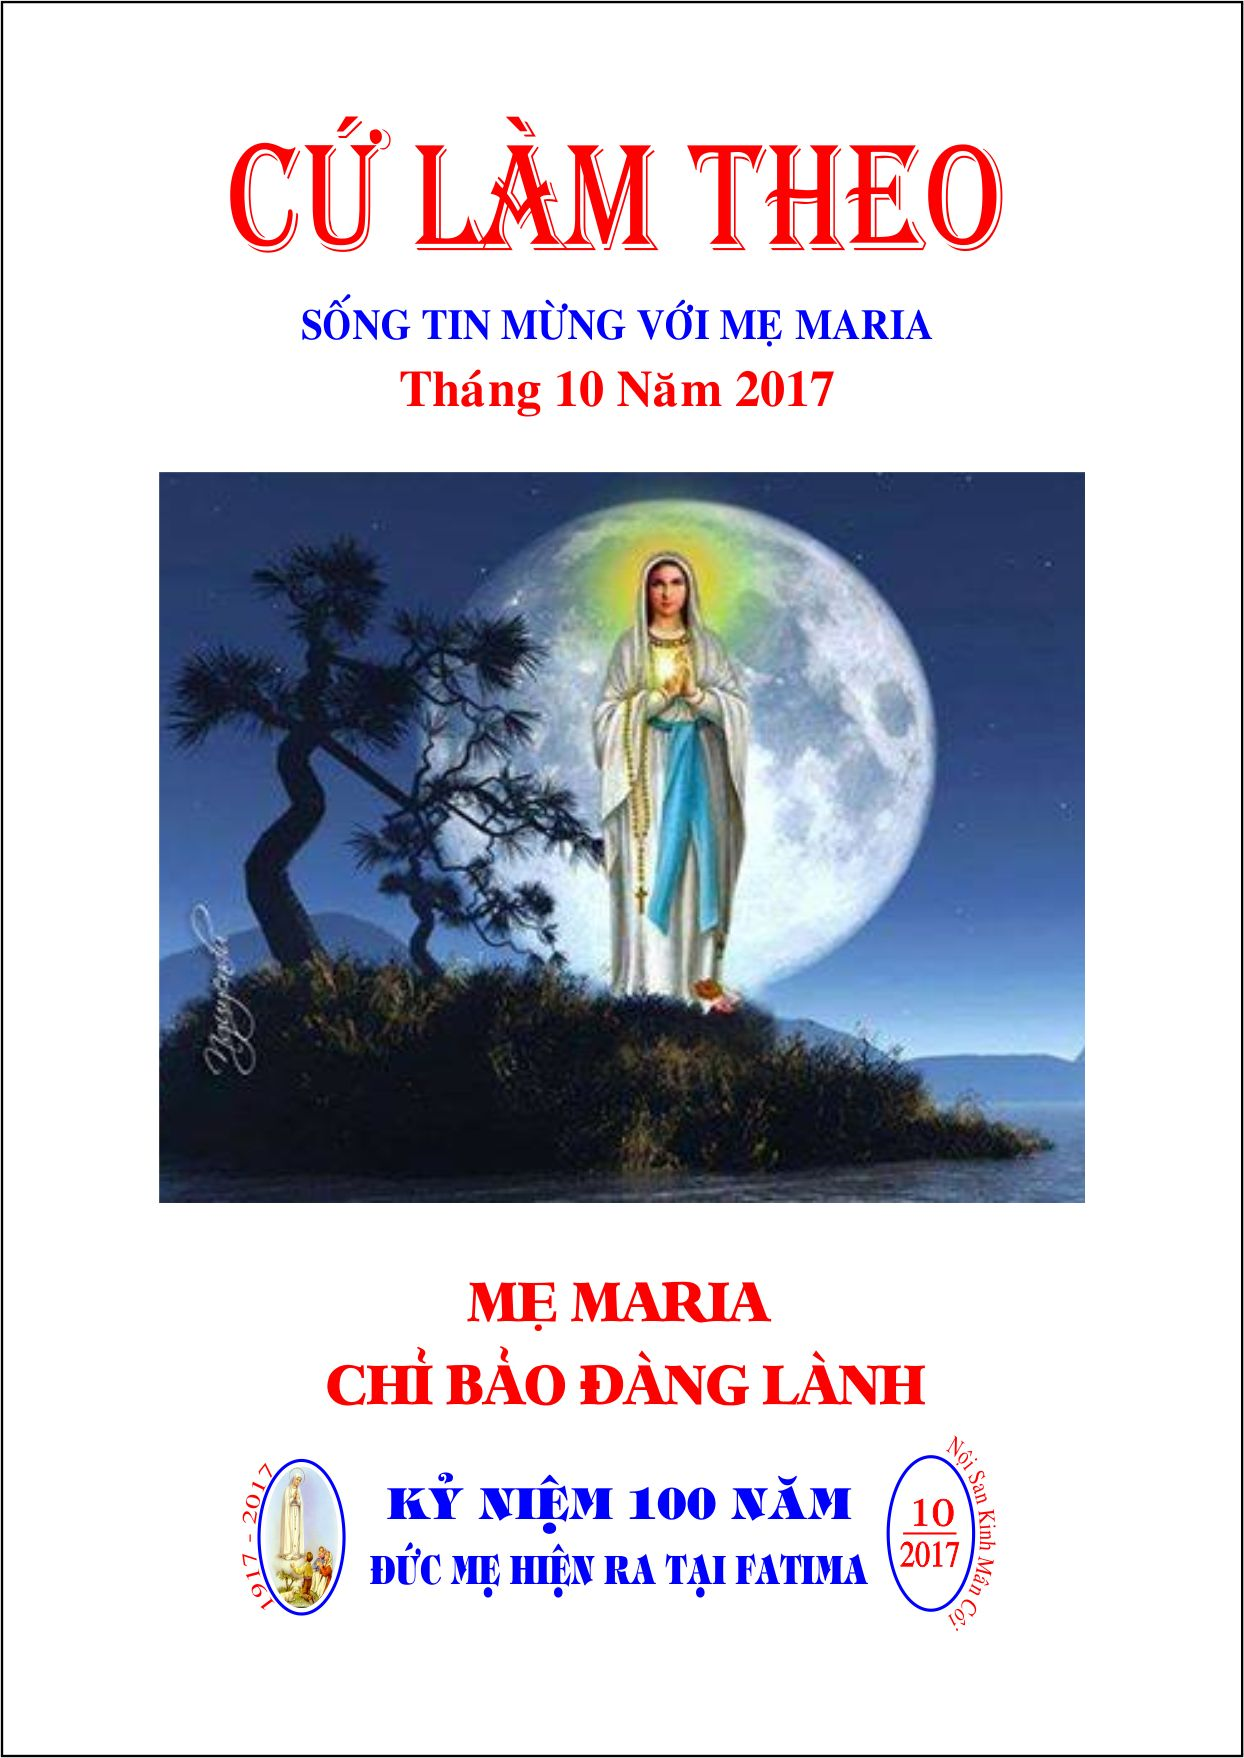 CỨ LÀM THEO
SỐNG TIN MỪNG VỚI MẸ MARIA
Tháng 10 Năm 2017
MẸ MARIA
CHỈ BẢO ĐÀNG LÀNH
1917 - 2017
KỶ NIỆM 100 NĂM
ĐỨC MẸ HIỆN RA TẠI FATIMA
10
2017
Nội San Kinh Mân Côi